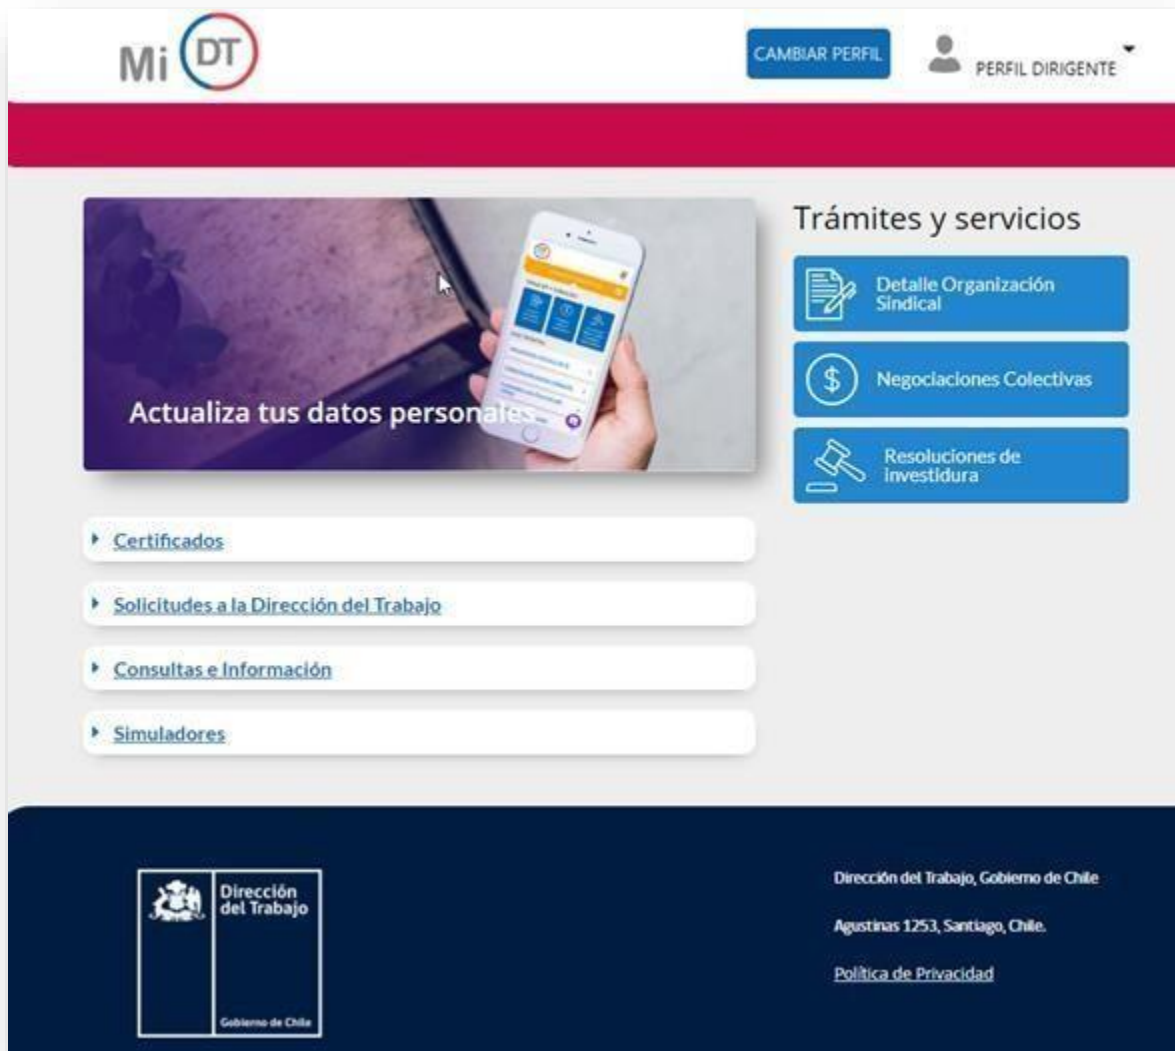 Mi DT
CAMBIAR PERFIL
PERFIL DIRIGENTE
Actualiza tus datos personales
Trámites y servicios
Detalle Organización
Sindical
Negociaciones Colectivas
Resoluciones de
investidura
Certificados
Solicitudes a la Dirección del Trabajo
Consultas e Información
Simuladores
Dirección
del Trabajo
Gobierno de Chile
Dirección del Trabajo, Gobierno de Chile
Agustinas 1253, Santiago, Chile.
Política de Privacidad